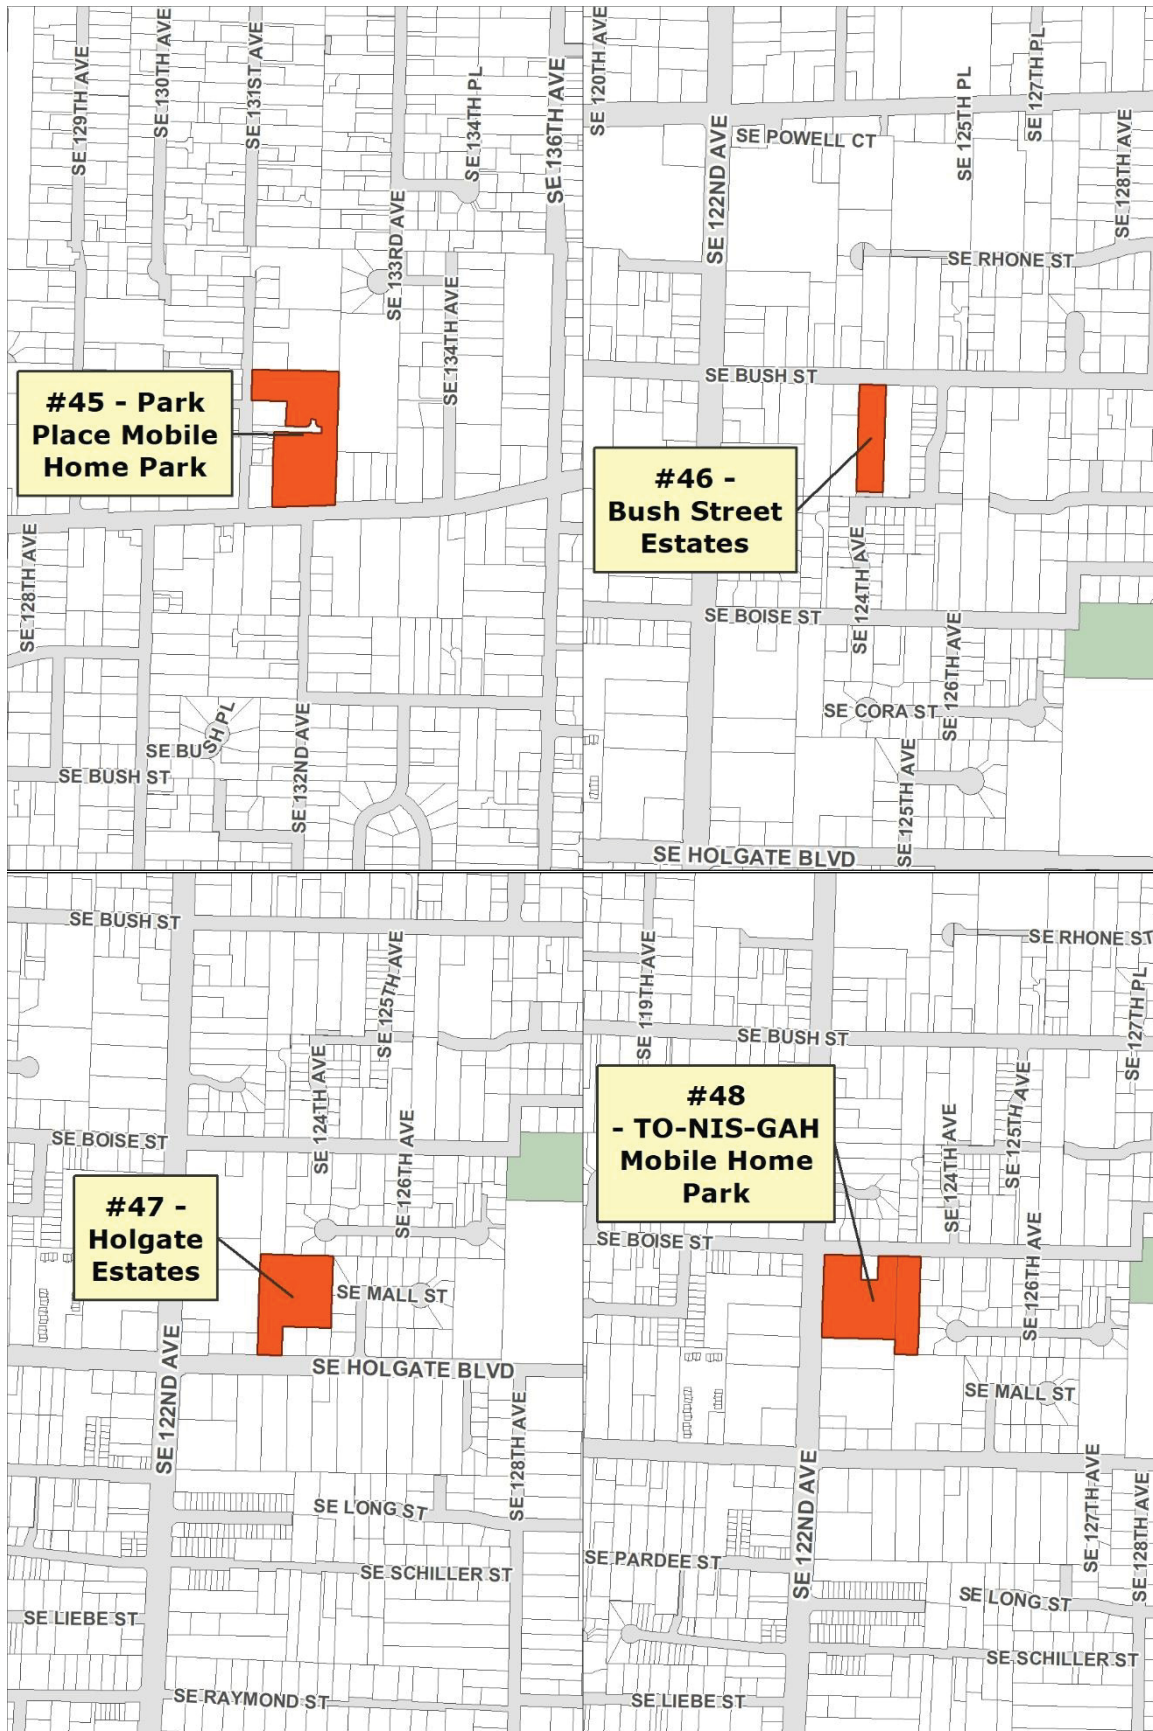 SE 129TH AVE
SE 130TH AVE
SE 131ST AVE
SE 134TH PL
SE 136TH AVE
SE 133RD AVE
SE 134TH AVE
#45 - Park
Place Mobile
Home Park
SE 128TH AVE
SE BUSH PL
SE BUSH ST
SE 132ND AVE
SE 120TH AVE
SE 122ND AVE
SE POWELL CT
SE 125TH PL
SE 127TH PL
SE 128TH AVE
SE RHONE ST
SE BUSH ST
#46 -
Bush Street
Estates
SE 124TH AVE
SE BOISE ST
SE 126TH AVE
SE CORA ST
SE 125TH AVE
SE HOLGATE BLVD
SE BUSH ST
SE 125TH AVE
SE 124TH AVE
SE BOISE ST
SE 126TH AVE
#47 -
Holgate
Estates
SE MALL ST
SE 122ND AVE
SE HOLGATE BLVD
SE 128TH AVE
SE LONG ST
SE SCHILLER ST
SE LIEBE ST
SE RAYMOND ST
SE 119TH AVE
SE RHONE ST
SE 127TH PL
SE BUSH ST
#48
- TO-NIS-GAH
Mobile Home
Park
SE 125TH AVE
SE 124TH AVE
SE BOISE ST
SE 126TH AVE
SE MALL ST
SE 122ND AVE
SE 127TH AVE
SE 128TH AVE
SE PARDEE ST
SE LONG ST
SE SCHILLER ST
SE LIEBE ST